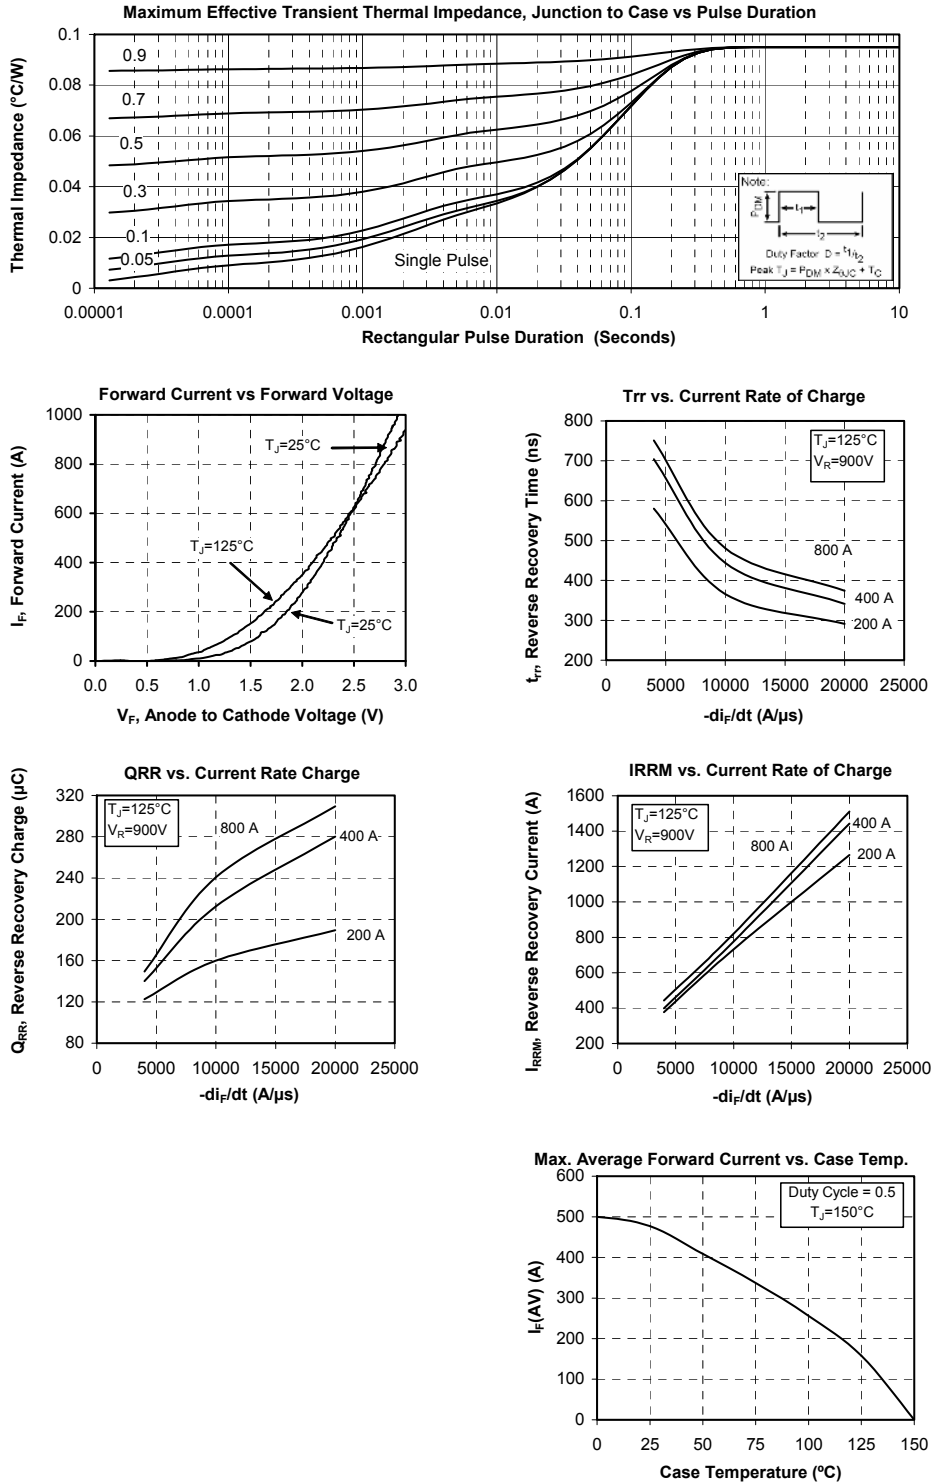 Maximum Effective Transient Thermal Impedance, Junction to Case vs Pulse Duration
Thermal Impedance (°C/W)
0.1
0.08
0.06
0.04
0.02
0
0.9
0.7
0.5
0.3
0.1
0.05
Single Pulse
Note:
PDM
t1
t2
Duty Factor D = t1/t2
Peak TJ = PDM x ZθJC + TC
0.00001 0.0001 0.001 0.01 0.1 1 10
Rectangular Pulse Duration (Seconds)
Forward Current vs Forward Voltage
IF, Forward Current (A)
1000
800
600
400
200
0
TJ=25°C
TJ=125°C
TJ=25°C
0.0 0.5 1.0 1.5 2.0 2.5 3.0
VF, Anode to Cathode Voltage (V)
Trr vs. Current Rate of Charge
trr, Reverse Recovery Time (ns)
800
700
600
500
400
300
200
TJ=125°C
VR=900V
800 A
400 A
200 A
0 5000 10000 15000 20000 25000
-diF/dt (A/µs)
QRR vs. Current Rate Charge
QRR, Reverse Recovery Charge (µC)
320
280
240
200
160
120
80
TJ=125°C
VR=900V
800 A
400 A
200 A
0 5000 10000 15000 20000 25000
-diF/dt (A/µs)
IRRM vs. Current Rate of Charge
IRRM, Reverse Recovery Current (A)
1600
1400
1200
1000
800
600
400
200
TJ=125°C
VR=900V
800 A
400 A
200 A
0 5000 10000 15000 20000 25000
-diF/dt (A/µs)
Max. Average Forward Current vs. Case Temp.
IF(AV) (A)
600
500
400
300
200
100
0
Duty Cycle = 0.5
TJ=150°C
0 25 50 75 100 125 150
Case Temperature (ºC)